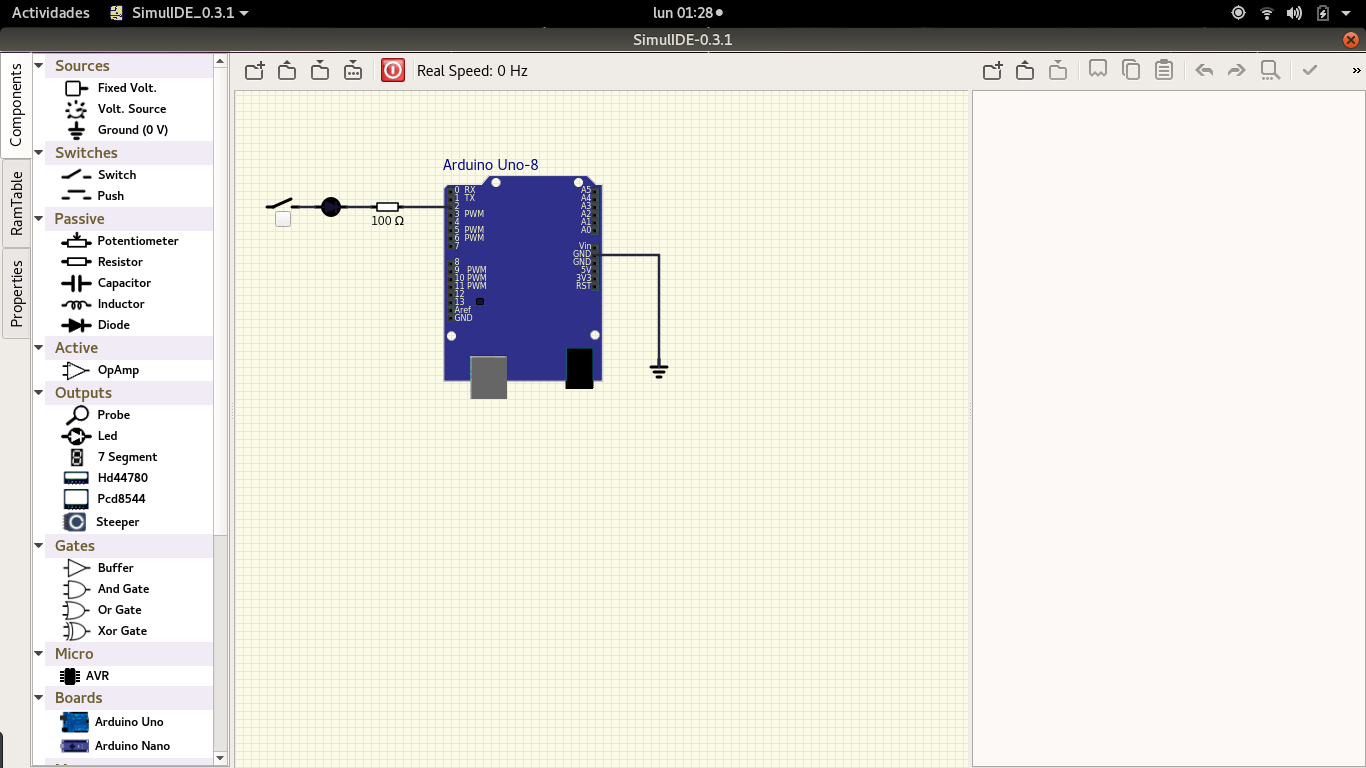 Actividades
SimulIDE_0.3.1
lun 01:28
SimulIDE-0.3.1
Components
RamTable
Properties
Sources
Fixed Volt.
Volt. Source
Ground (0 V)
Switches
Switch
Push
Passive
Potentiometer
Resistor
Capacitor
Inductor
Diode
Active
OpAmp
Outputs
Probe
Led
7 Segment
Hd44780
Pcd8544
Steeper
Gates
Buffer
And Gate
Or Gate
Xor Gate
Micro
AVR
Boards
Arduino Uno
Arduino Nano
Real Speed: 0 Hz
»
Arduino Uno-8
100 Ω
0 RX
1 TX
2
3 PWM
4
5 PWM
6 PWM
7
8
9 PWM
10 PWM
11 PWM
12
13
Aref
GND
A5
A4
A3
A2
A1
A0
Vin
GND
GND
5V
3V3
RST